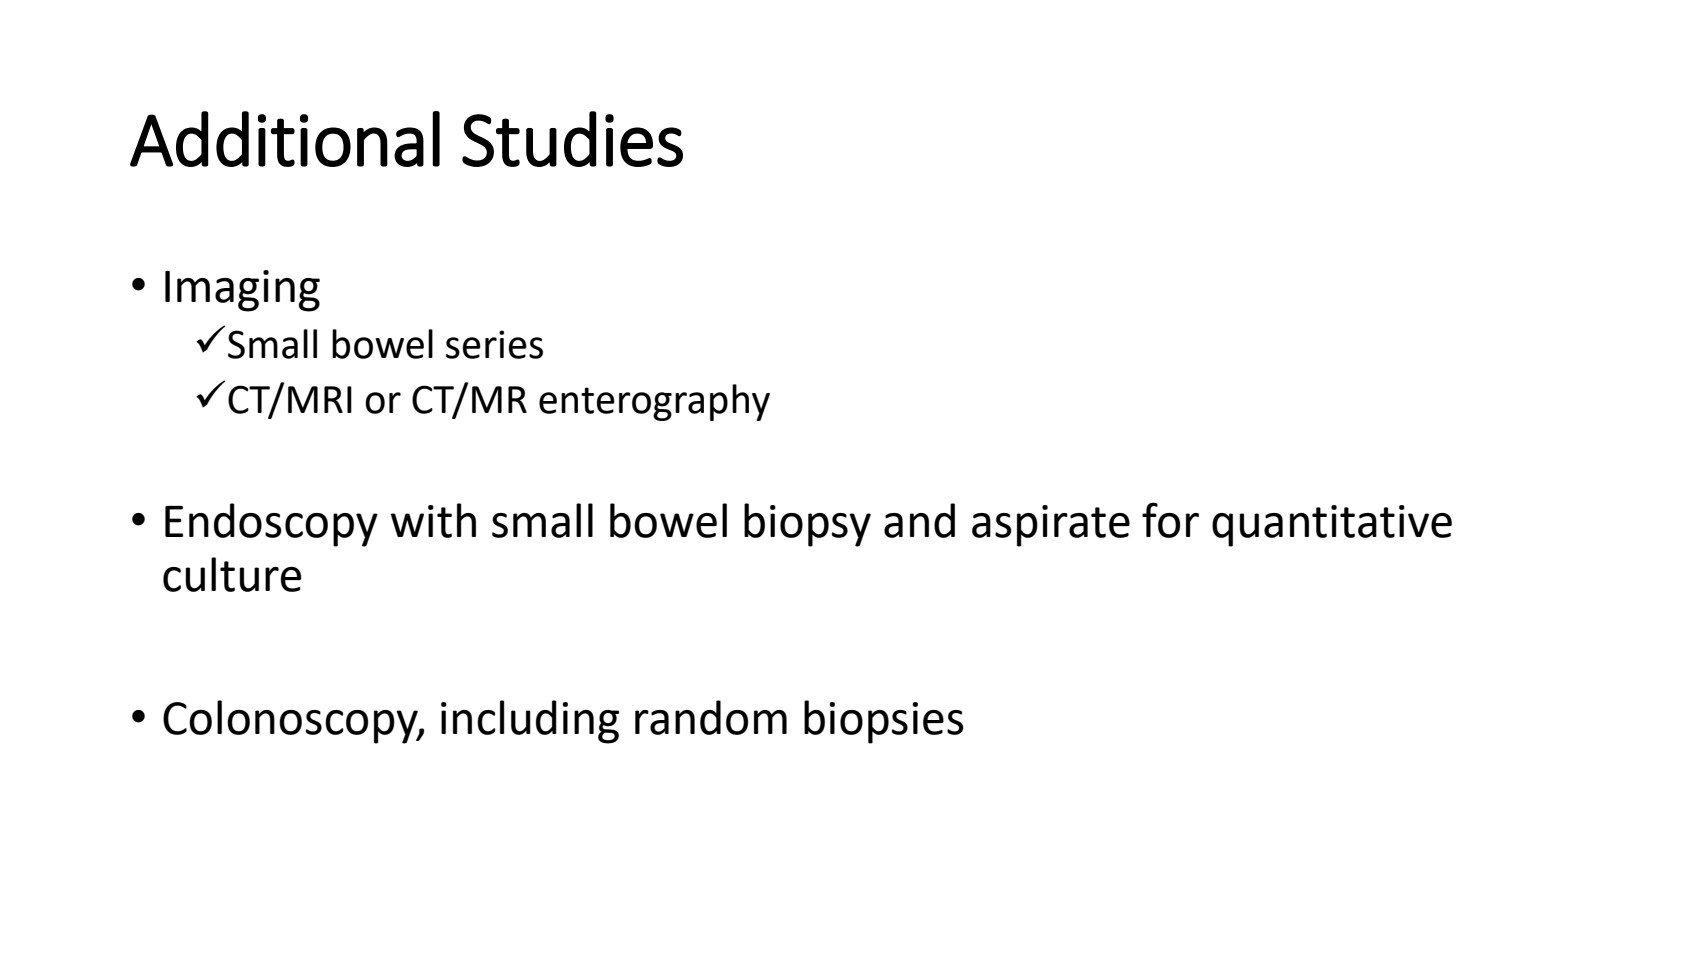 Additional Studies
• Imaging
✓Small bowel series
✓CT/MRI or CT/MR enterography
• Endoscopy with small bowel biopsy and aspirate for quantitative
culture
• Colonoscopy, including random biopsies